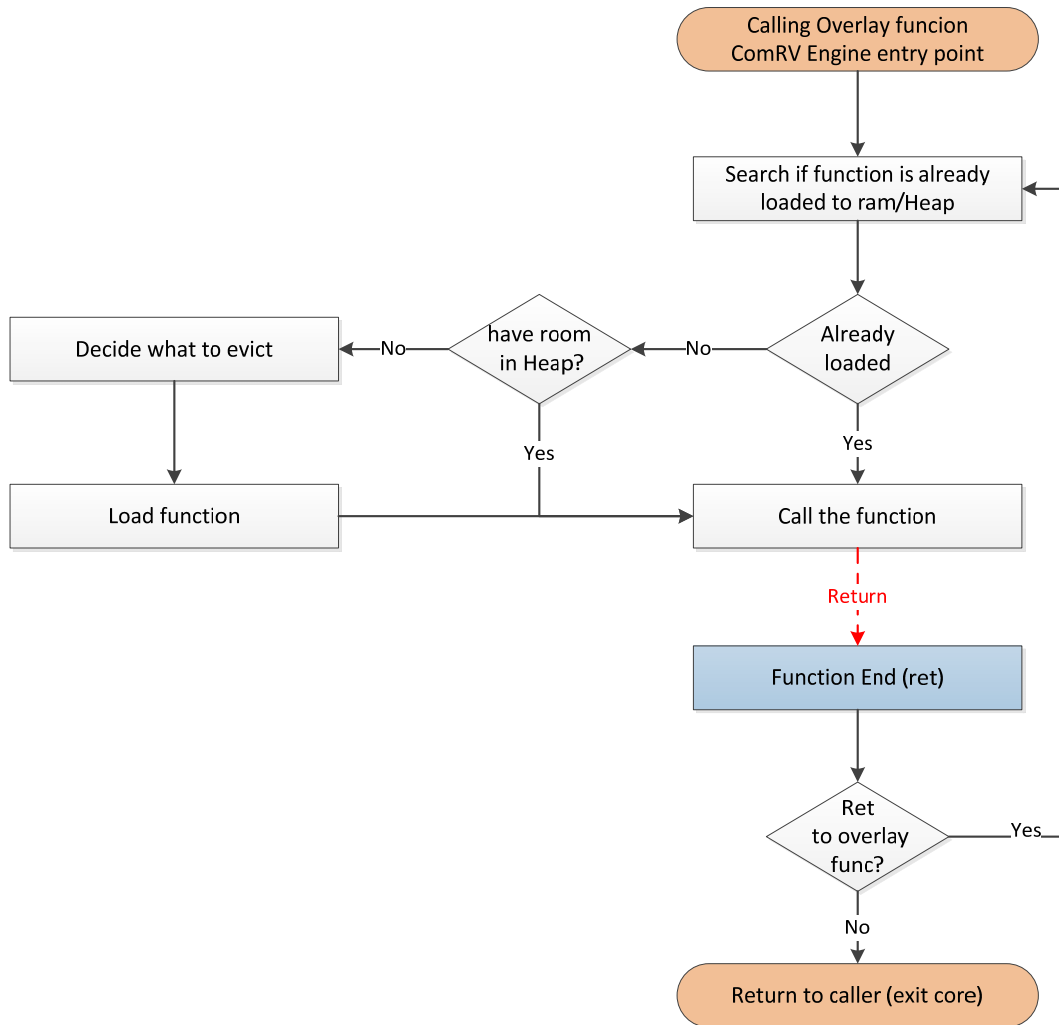 Calling Overlay funcion
ComRV Engine entry point
Search if function is already
loaded to ram/Heap
Already
loaded
No
have room
in Heap?
No
Decide what to evict
Yes
Yes
Load function
Call the function
Return
Function End (ret)
Ret
to overlay
func?
Yes
No
Return to caller (exit core)